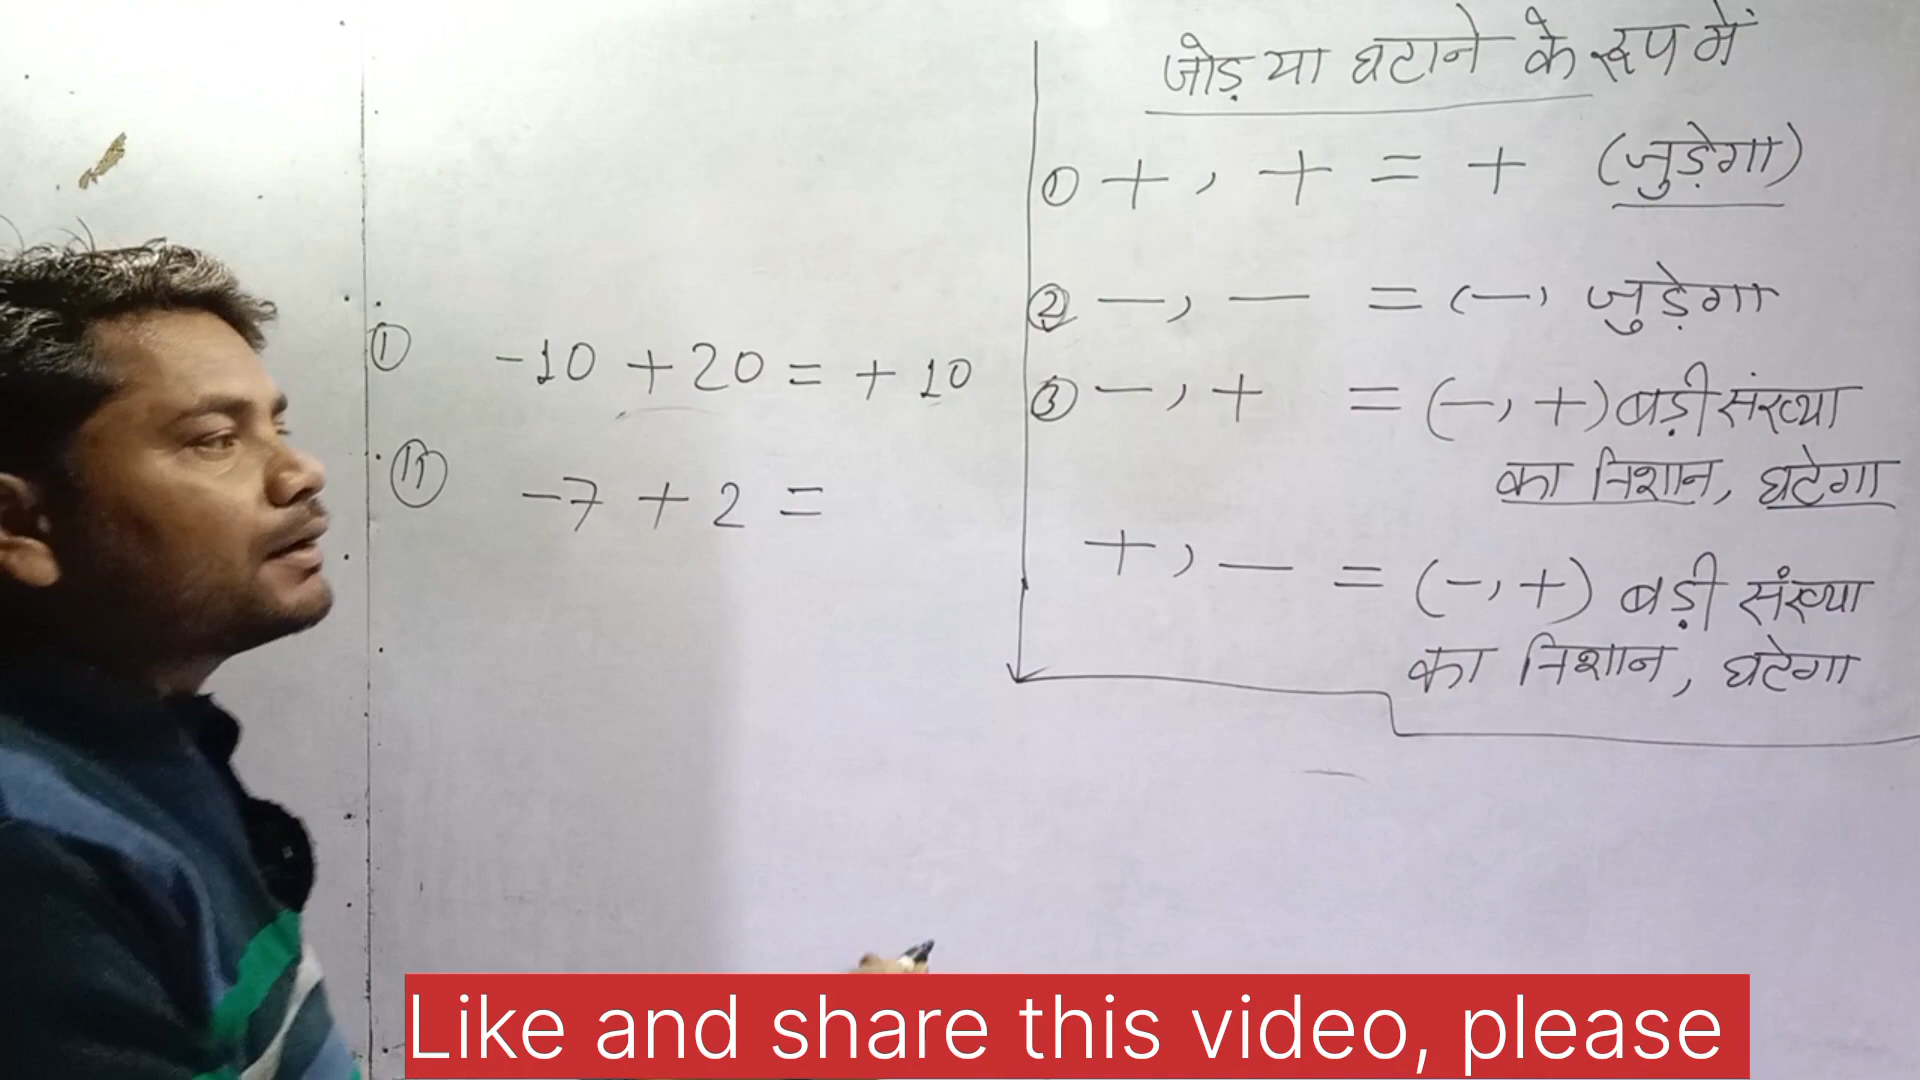 जोड़ या घटाने के रूप में
① +, + = + (जुड़ेगा)
② -, - = (-, जुड़ेगा
③ -, + = (-, +) बड़ी संख्या
का निशान, घटेगा
+, - = (-, +) बड़ी संख्या
का निशान, घटेगा
① -10 + 20 = + 10
⑪ -7 + 2 =
Like and share this video, please